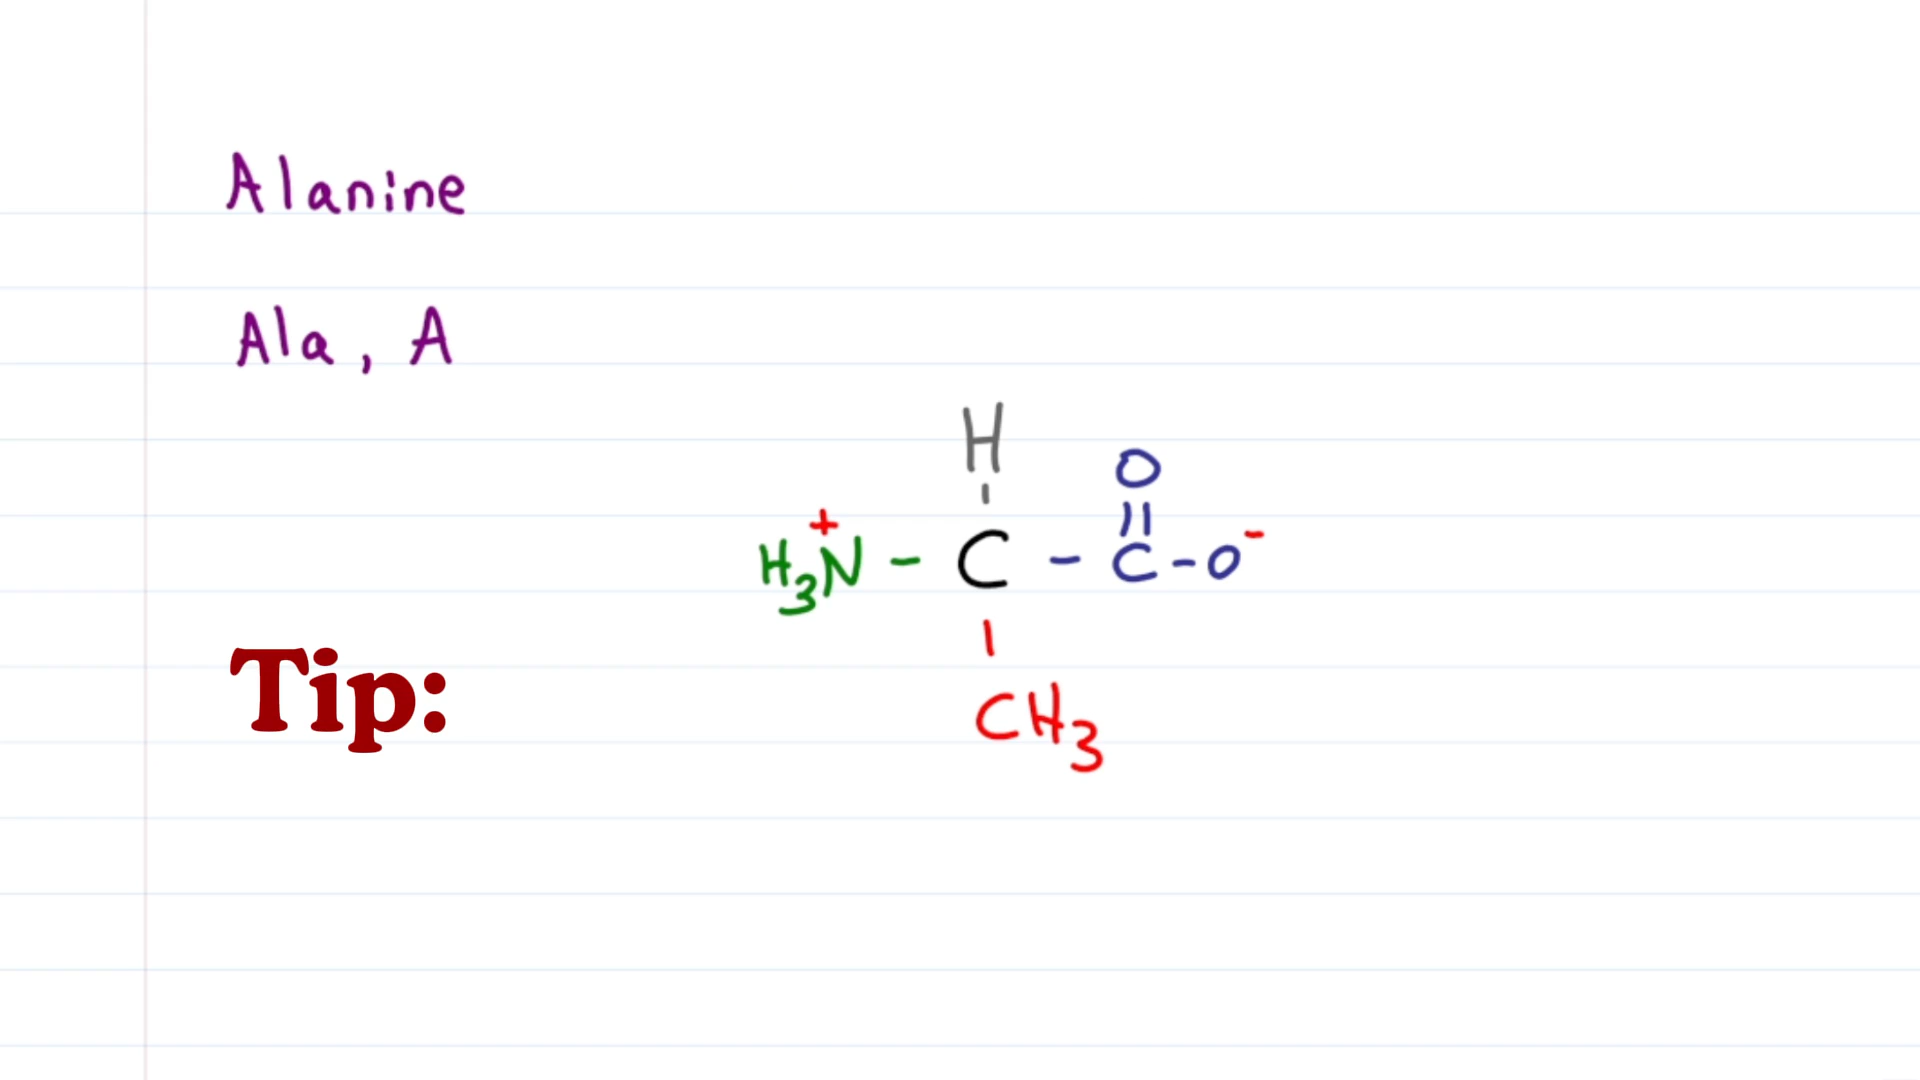 Alanine
Ala, A
H
O
||
H₃N⁺ - C - C - O⁻
CH₃
Tip: